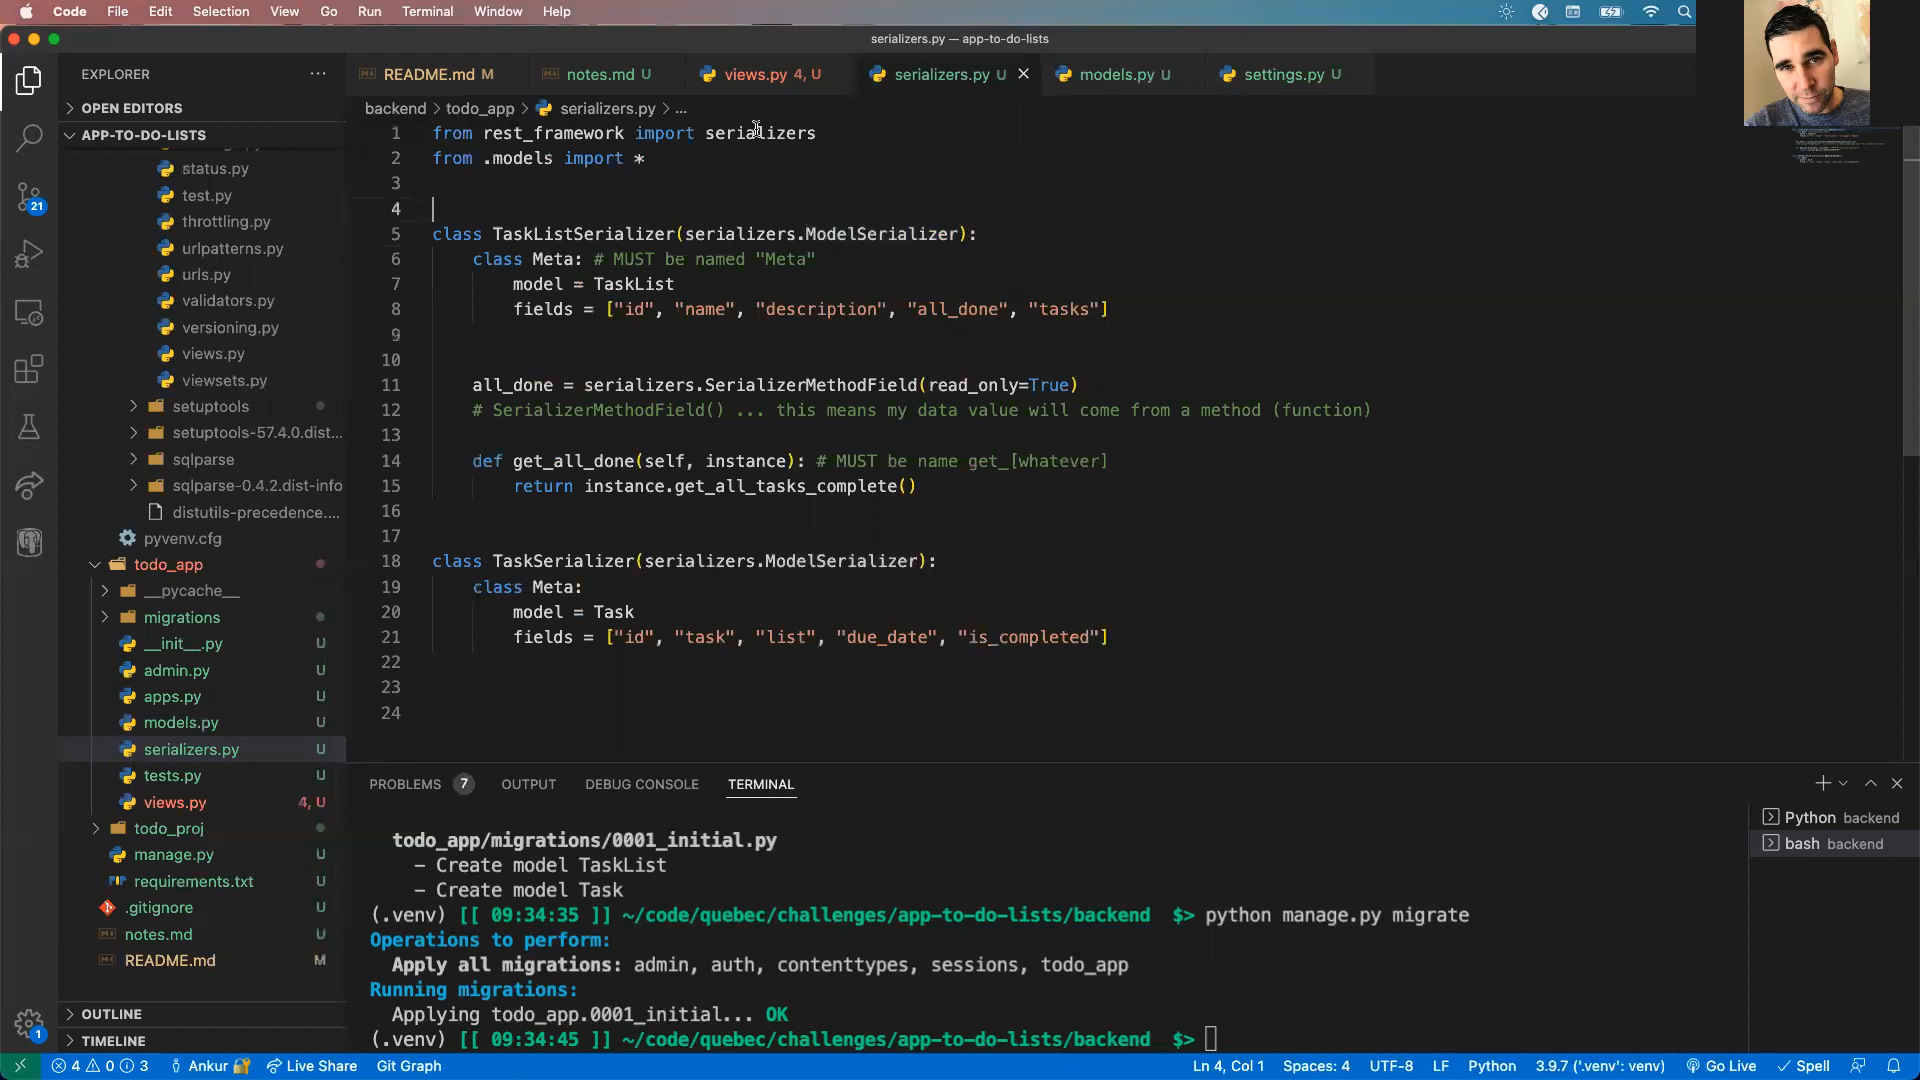 Code File Edit Selection View Go Run Terminal Window Help
serializers.py — app-to-do-lists
EXPLORER ...
README.md M notes.md U views.py 4, U serializers.py U models.py U settings.py U
OPEN EDITORS
APP-TO-DO-LISTS
status.py
test.py
throttling.py
urlpatterns.py
urls.py
validators.py
versioning.py
views.py
viewsets.py
setuptools
setuptools-57.4.0.dist...
sqlparse
sqlparse-0.4.2.dist-info
distutils-precedence....
pyvenv.cfg
todo_app
__pycache__
migrations
__init__.py U
admin.py U
apps.py U
models.py U
serializers.py U
tests.py U
views.py 4, U
todo_proj
manage.py U
requirements.txt U
.gitignore U
notes.md U
README.md M
OUTLINE
TIMELINE
21
1
backend > todo_app > serializers.py > ...
1 from rest_framework import serializers
2 from .models import *
3
4
5 class TaskListSerializer(serializers.ModelSerializer):
6 class Meta: # MUST be named "Meta"
7 model = TaskList
8 fields = ["id", "name", "description", "all_done", "tasks"]
9
10
11 all_done = serializers.SerializerMethodField(read_only=True)
12 # SerializerMethodField() ... this means my data value will come from a method (function)
13
14 def get_all_done(self, instance): # MUST be name get_[whatever]
15 return instance.get_all_tasks_complete()
16
17
18 class TaskSerializer(serializers.ModelSerializer):
19 class Meta:
20 model = Task
21 fields = ["id", "task", "list", "due_date", "is_completed"]
22
23
24
PROBLEMS 7 OUTPUT DEBUG CONSOLE TERMINAL
todo_app/migrations/0001_initial.py
- Create model TaskList
- Create model Task
(.venv) [[ 09:34:35 ]] ~/code/quebec/challenges/app-to-do-lists/backend $> python manage.py migrate
Operations to perform:
Apply all migrations: admin, auth, contenttypes, sessions, todo_app
Running migrations:
Applying todo_app.0001_initial... OK
(.venv) [[ 09:34:45 ]] ~/code/quebec/challenges/app-to-do-lists/backend $>
Python backend
bash backend
4 0 3 Ankur Live Share Git Graph Ln 4, Col 1 Spaces: 4 UTF-8 LF Python 3.9.7 ('.venv': venv) Go Live Spell